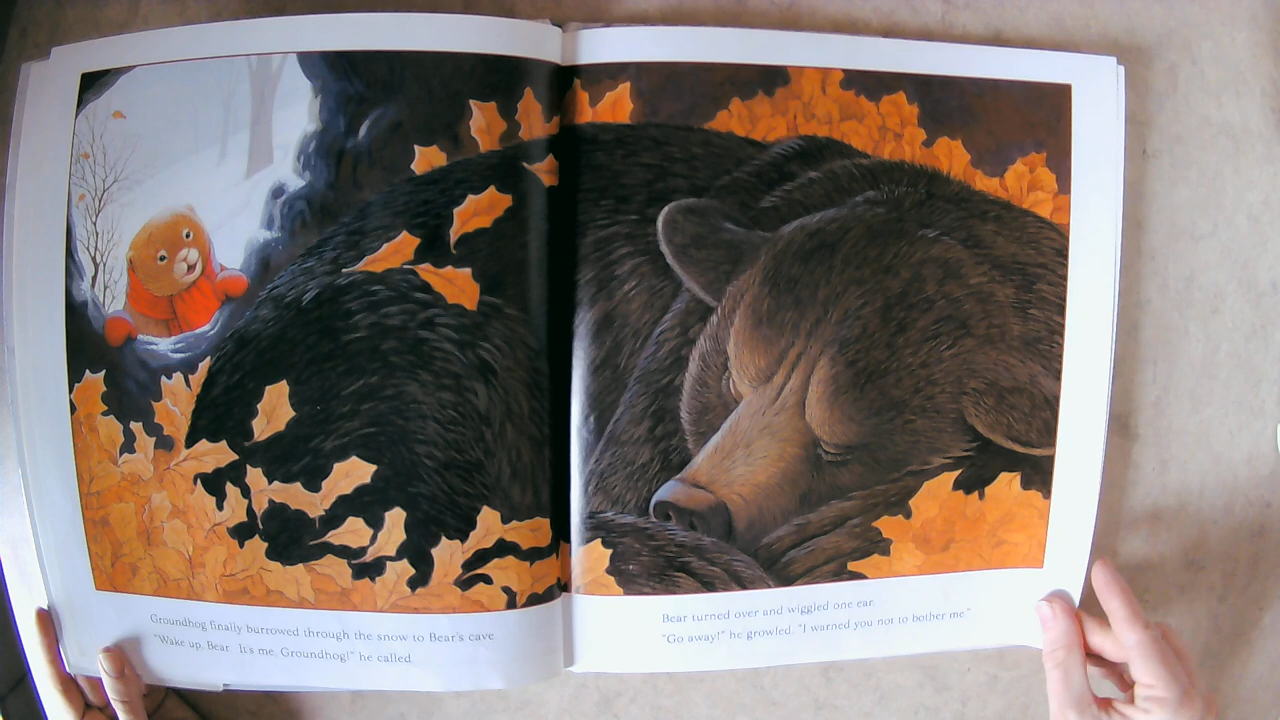 Groundhog finally burrowed through the snow to Bear's cave.
"Wake up, Bear. It's me, Groundhog!" he called.
Bear turned over and wiggled one ear.
"Go away!" he growled. "I warned you not to bother me."